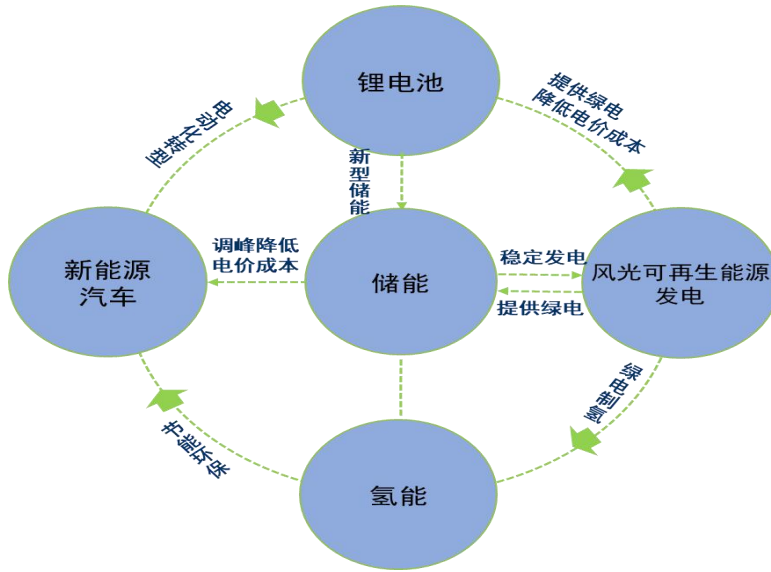 锂电池
提供绿电
降低电价成本
电动化转型
新型储能
新能源
汽车
调峰降低
电价成本
储能
稳定发电
提供绿电
风光可再生能源
发电
绿电制氢
节能环保
氢能